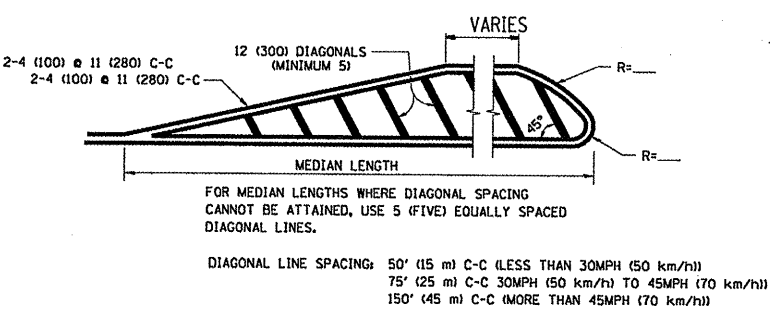 VARIES
2-4 (100) @ 11 (280) C-C
2-4 (100) @ 11 (280) C-C
12 (300) DIAGONALS
(MINIMUM 5)
R=___
45°
R=___
MEDIAN LENGTH
FOR MEDIAN LENGTHS WHERE DIAGONAL SPACING
CANNOT BE ATTAINED, USE 5 (FIVE) EQUALLY SPACED
DIAGONAL LINES.
DIAGONAL LINE SPACING: 50' (15 m) C-C (LESS THAN 30MPH (50 km/h))
75' (25 m) C-C 30MPH (50 km/h) TO 45MPH (70 km/h))
150' (45 m) C-C (MORE THAN 45MPH (70 km/h))